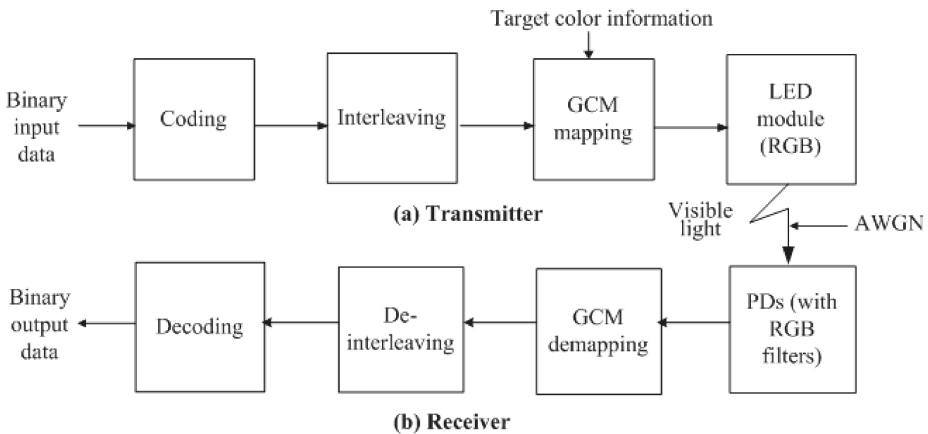 Target color information
Binary
input
data
Coding
Interleaving
GCM
mapping
LED
module
(RGB)
(a) Transmitter
Visible
light
AWGN
Binary
output
data
Decoding
De-
interleaving
GCM
demapping
PDs (with
RGB
filters)
(b) Receiver